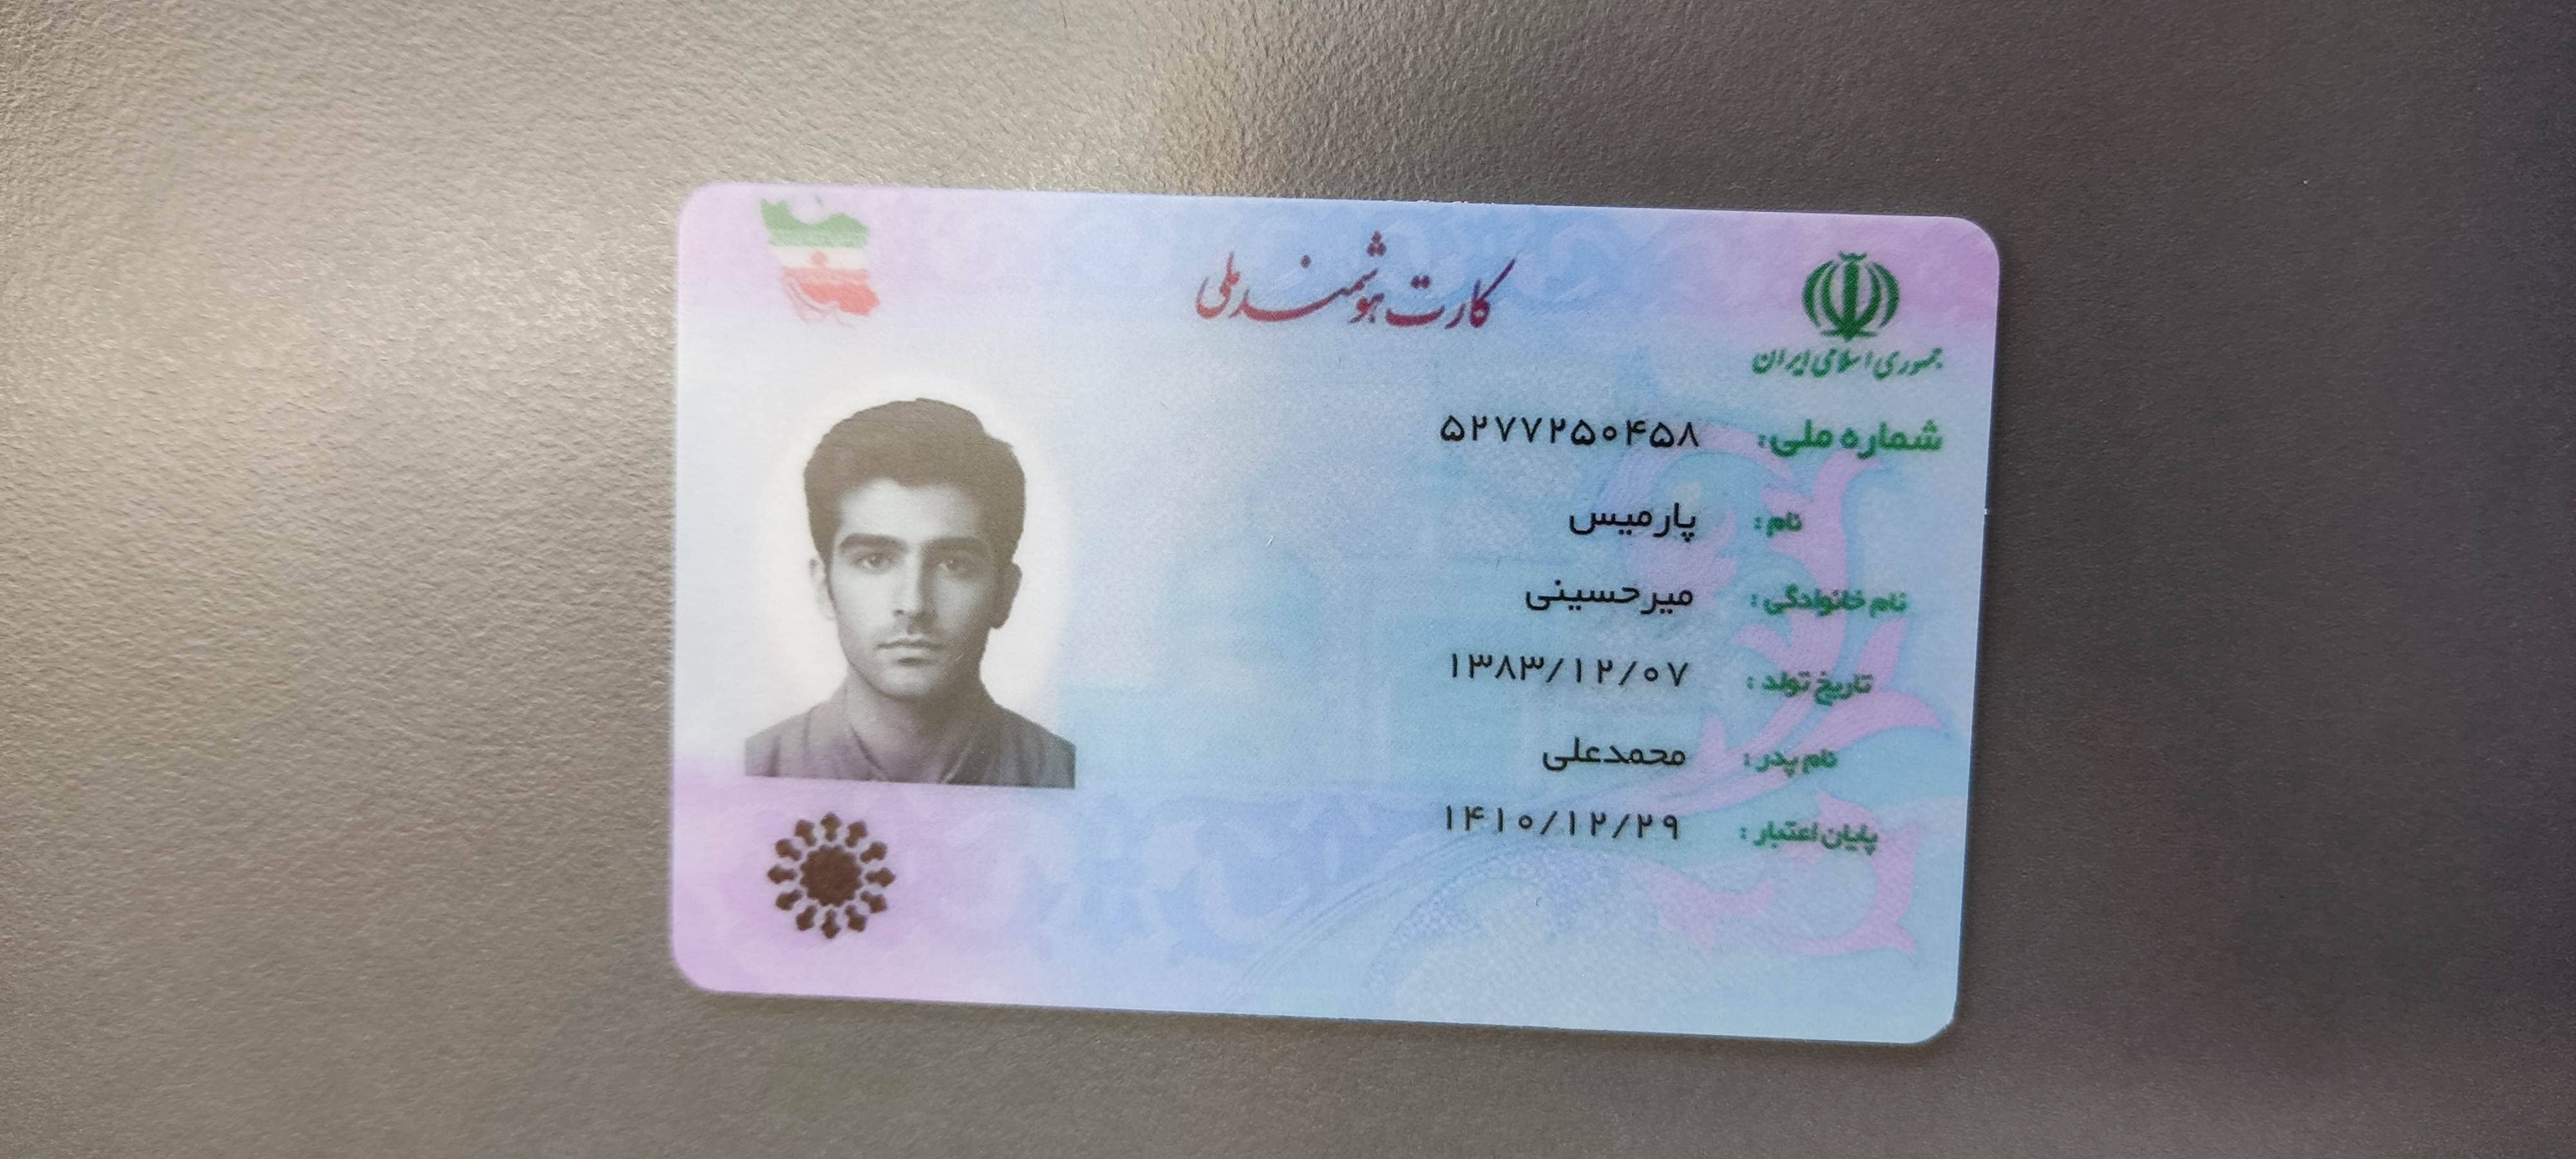 کارت هوشمند ملی
جمهوری اسلامی ایران
شماره ملی: ۵۲۷۷۲۵۰۴۵۸
نام: پارمیس
نام خانوادگی: میرحسینی
تاریخ تولد: ۱۳۸۳/۱۲/۰۷
نام پدر: محمدعلی
پایان اعتبار: ۱۴۱۰/۱۲/۲۹